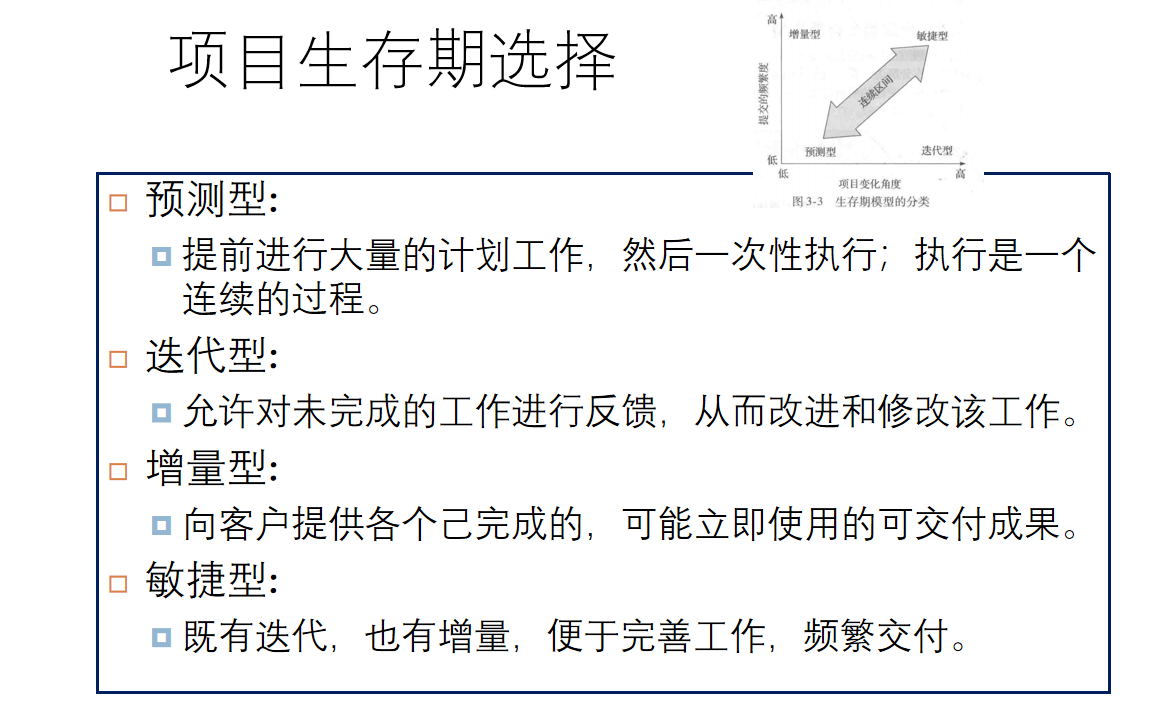 项目生存期选择
高
增量型
敏捷型
提交的频繁度
连续区间
预测型
迭代型
低
低
高
项目变化角度
图3-3 生存期模型的分类
预测型:
提前进行大量的计划工作，然后一次性执行；执行是一个
连续的过程。
迭代型:
允许对未完成的工作进行反馈，从而改进和修改该工作。
增量型:
向客户提供各个己完成的，可能立即使用的可交付成果。
敏捷型:
既有迭代，也有增量，便于完善工作，频繁交付。